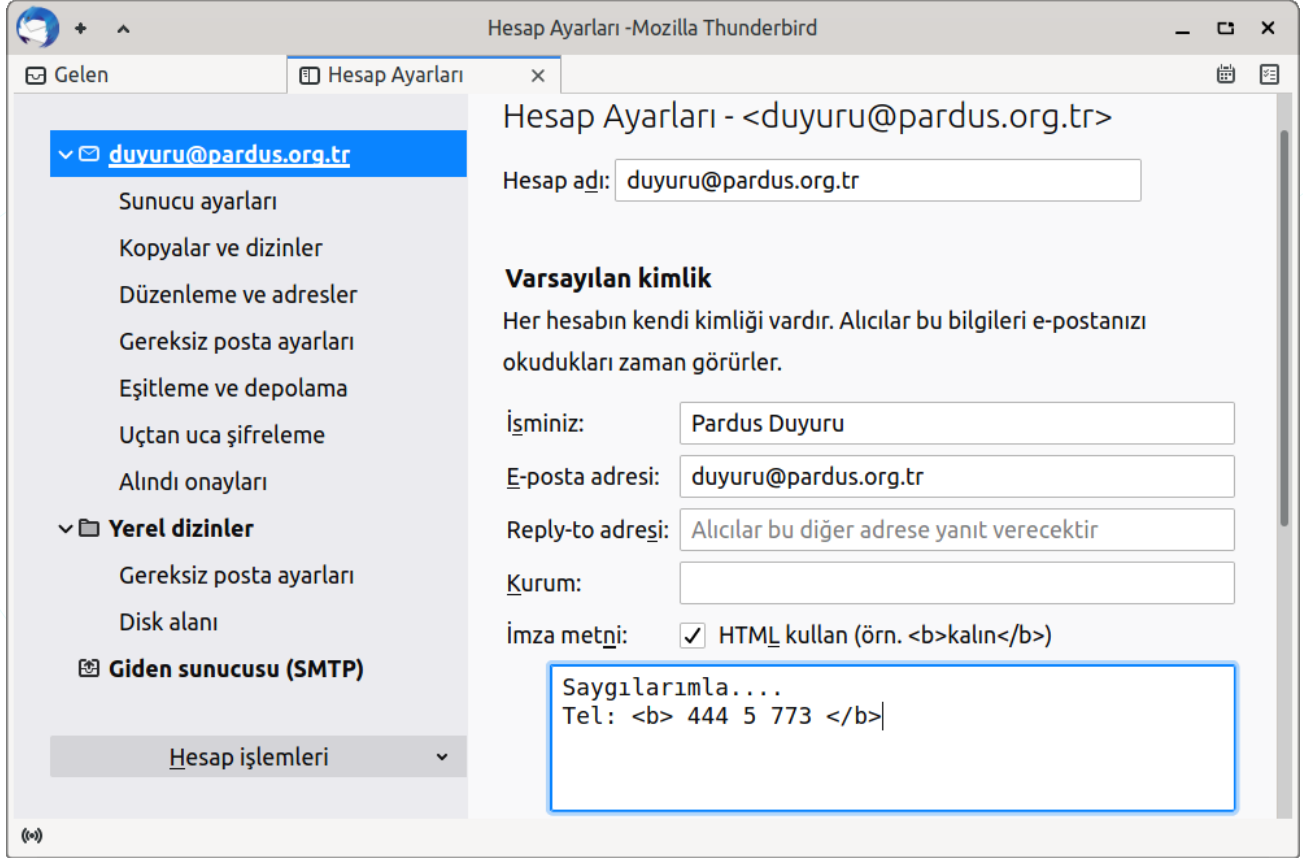 Hesap Ayarları -Mozilla Thunderbird
Gelen
Hesap Ayarları
duyuru@pardus.org.tr
Sunucu ayarları
Kopyalar ve dizinler
Düzenleme ve adresler
Gereksiz posta ayarları
Eşitleme ve depolama
Uçtan uca şifreleme
Alındı onayları
Yerel dizinler
Gereksiz posta ayarları
Disk alanı
Giden sunucusu (SMTP)
Hesap işlemleri
Hesap Ayarları - <duyuru@pardus.org.tr>
Hesap adı: duyuru@pardus.org.tr
Varsayılan kimlik
Her hesabın kendi kimliği vardır. Alıcılar bu bilgileri e-postanızı
okudukları zaman görürler.
İsminiz: Pardus Duyuru
E-posta adresi: duyuru@pardus.org.tr
Reply-to adresi: Alıcılar bu diğer adrese yanıt verecektir
Kurum:
İmza metni: HTML kullan (örn. <b>kalın</b>)
Saygılarımla....
Tel: <b> 444 5 773 </b>